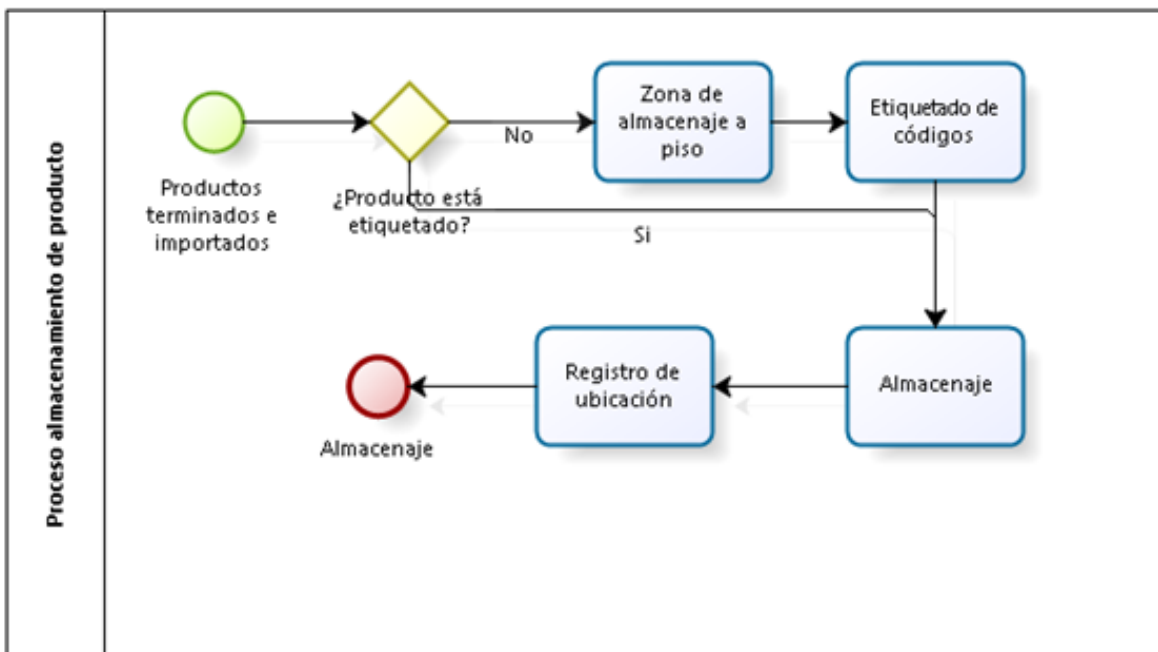 Proceso almacenamiento de producto
Productos
terminados e
importados
¿Producto está
etiquetado?
No
Zona de
almacenaje a
piso
Etiquetado de
códigos
Si
Almacenaje
Registro de
ubicación
Almacenaje